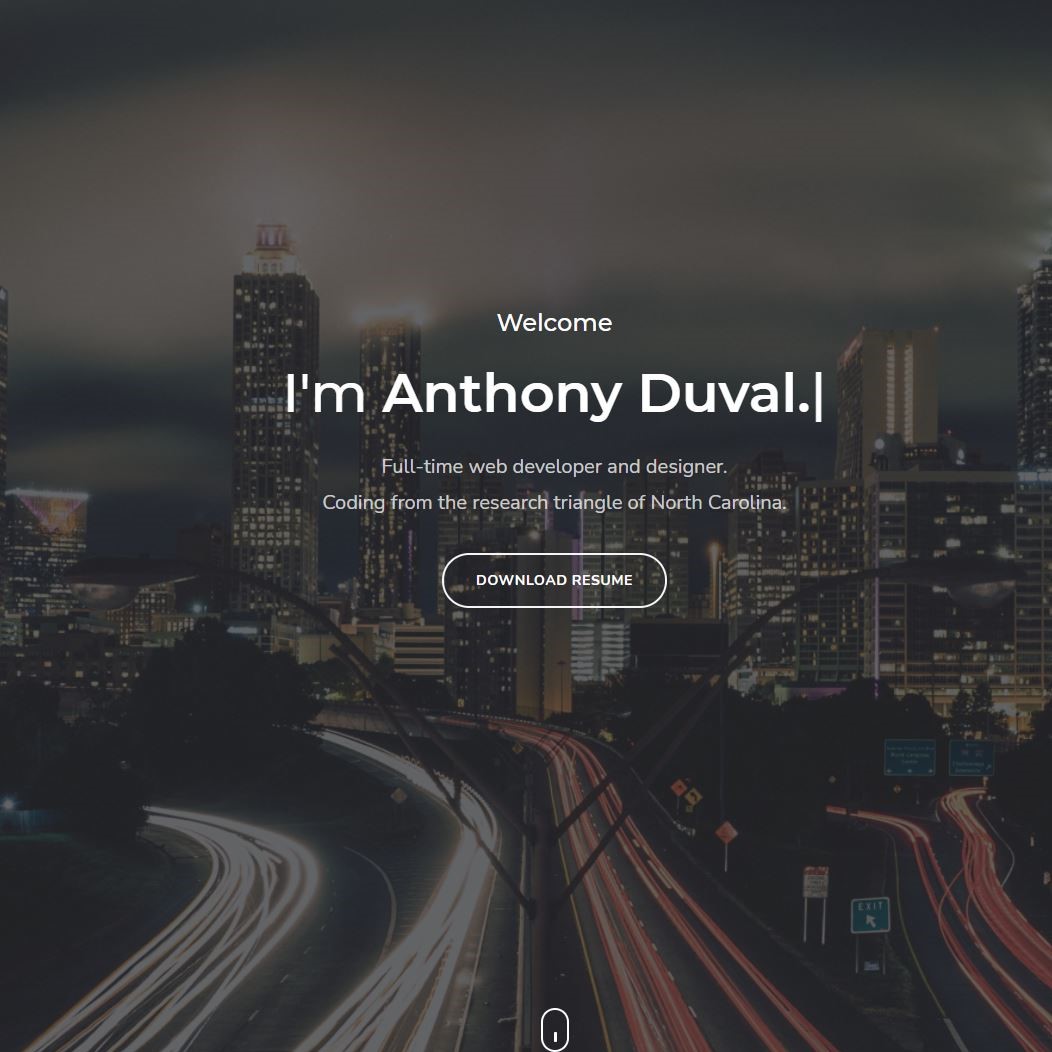 Welcome
I'm Anthony Duval.|
Full-time web developer and designer.
Coding from the research triangle of North Carolina.
DOWNLOAD RESUME
EXIT